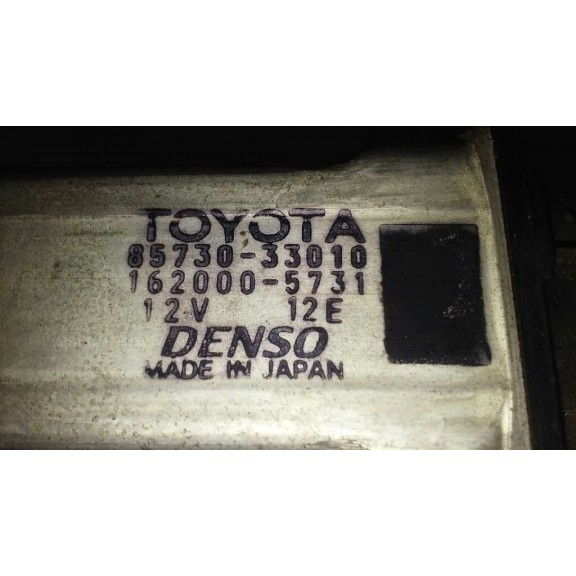 TOYOTA
85730-33010
162000-5731
12V 12E
DENSO
MADE IN JAPAN